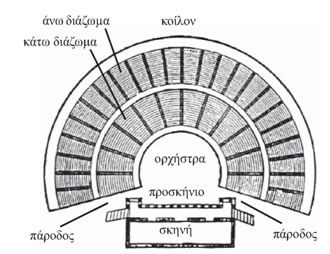 άνω διάζωμα
κοίλον
κάτω διάζωμα
ορχήστρα
προσκήνιο
πάροδος
σκηνή
πάροδος